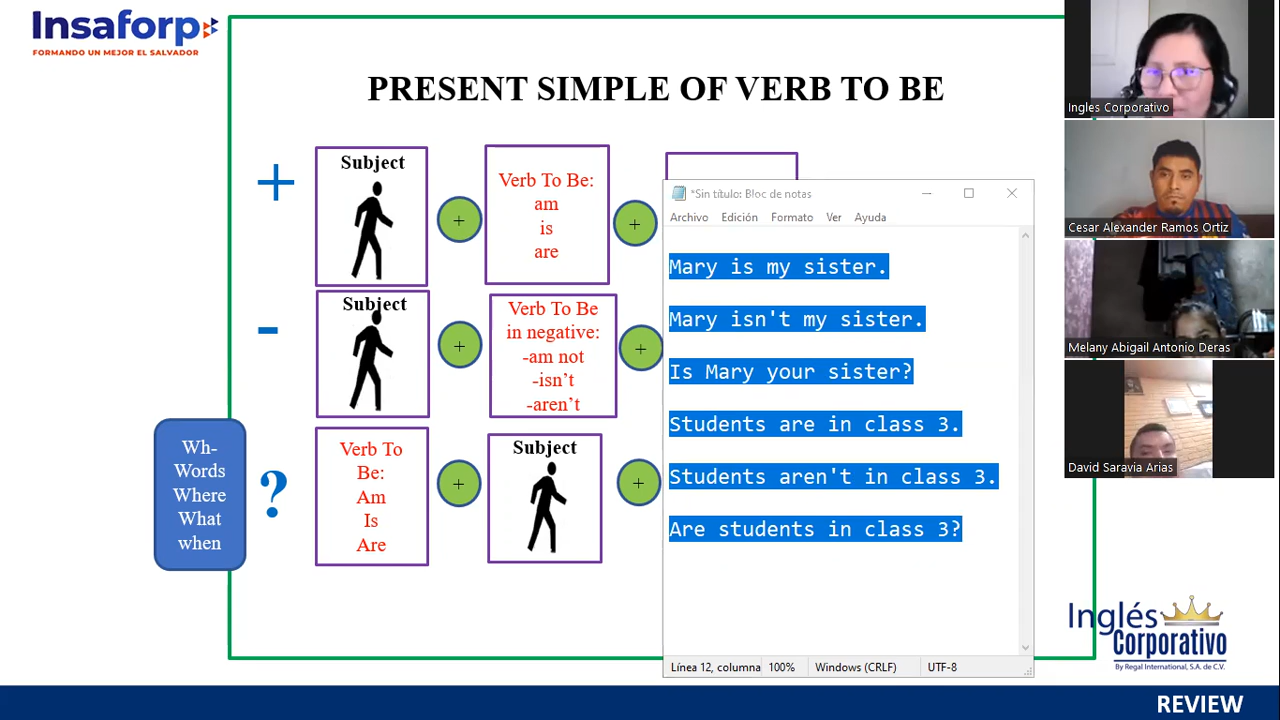 Insaforp
FORMANDO UN MEJOR EL SALVADOR
PRESENT SIMPLE OF VERB TO BE
+
Subject
+
Verb To Be:
am
is
are
+
-
Subject
+
Verb To Be
in negative:
-am not
-isn't
-aren't
+
Wh-
Words
Where
What
when
?
Verb To
Be:
Am
Is
Are
+
Subject
+
*Sin título: Bloc de notas
Archivo Edición Formato Ver Ayuda
Mary is my sister.
Mary isn't my sister.
Is Mary your sister?
Students are in class 3.
Students aren't in class 3.
Are students in class 3?
Línea 12, columna 100% Windows (CRLF) UTF-8
Ingles Corporativo
Cesar Alexander Ramos Ortiz
Melany Abigail Antonio Deras
David Saravia Arias
Inglés
Corporativo
By Regal International, S.A. de C.V.
REVIEW